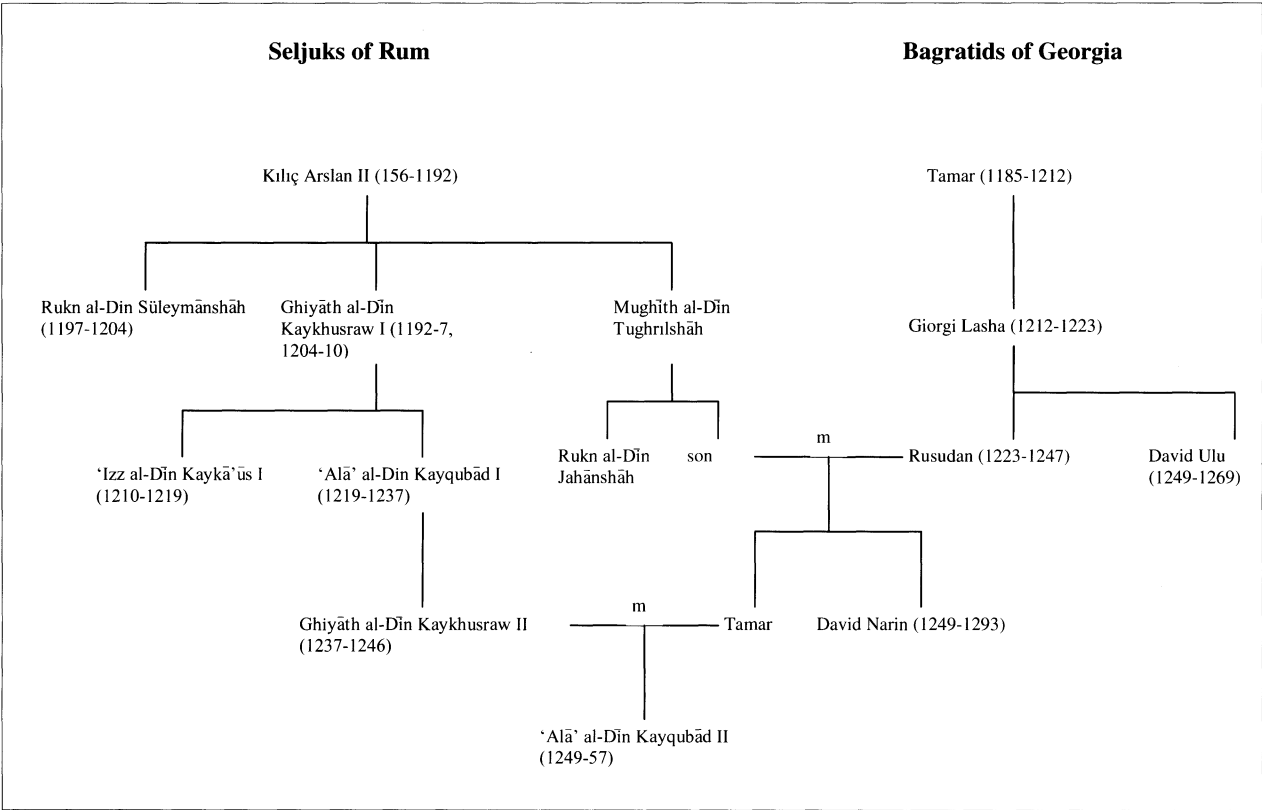 Seljuks of Rum
Bagratids of Georgia
Kılıç Arslan II (156-1192)
Tamar (1185-1212)
Rukn al-Din Süleymānshāh
(1197-1204)
Ghiyāth al-Dīn
Kaykhusraw I (1192-7,
1204-10)
Mughīth al-Dīn
Tughrılshāh
Giorgi Lasha (1212-1223)
‘Izz al-Dīn Kaykā’ūs I
(1210-1219)
‘Alā’ al-Din Kayqubād I
(1219-1237)
Rukn al-Dīn
Jahānshāh
son
m
Rusudan (1223-1247)
David Ulu
(1249-1269)
Ghiyāth al-Dīn Kaykhusraw II
(1237-1246)
m
Tamar
David Narin (1249-1293)
‘Alā’ al-Dīn Kayqubād II
(1249-57)